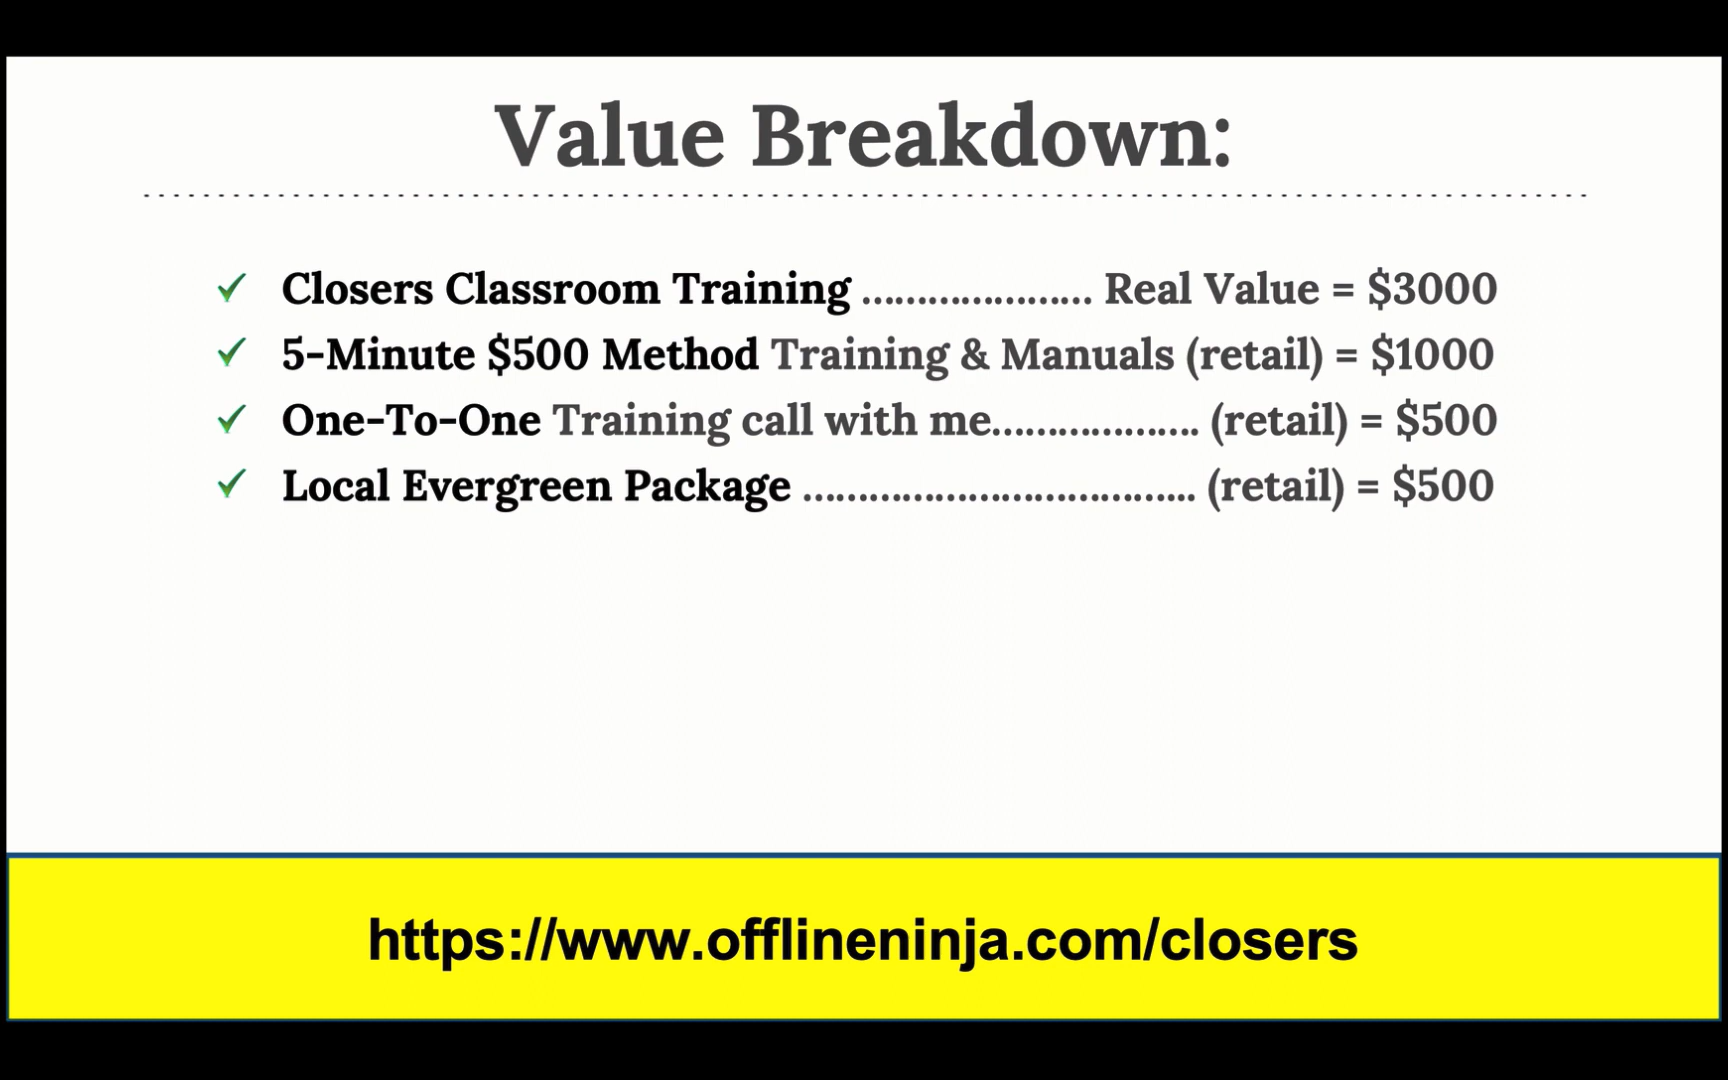 Value Breakdown:
✓ Closers Classroom Training ..................... Real Value = $3000
✓ 5-Minute $500 Method Training & Manuals (retail) = $1000
✓ One-To-One Training call with me................... (retail) = $500
✓ Local Evergreen Package .................................... (retail) = $500
https://www.offlineninja.com/closers